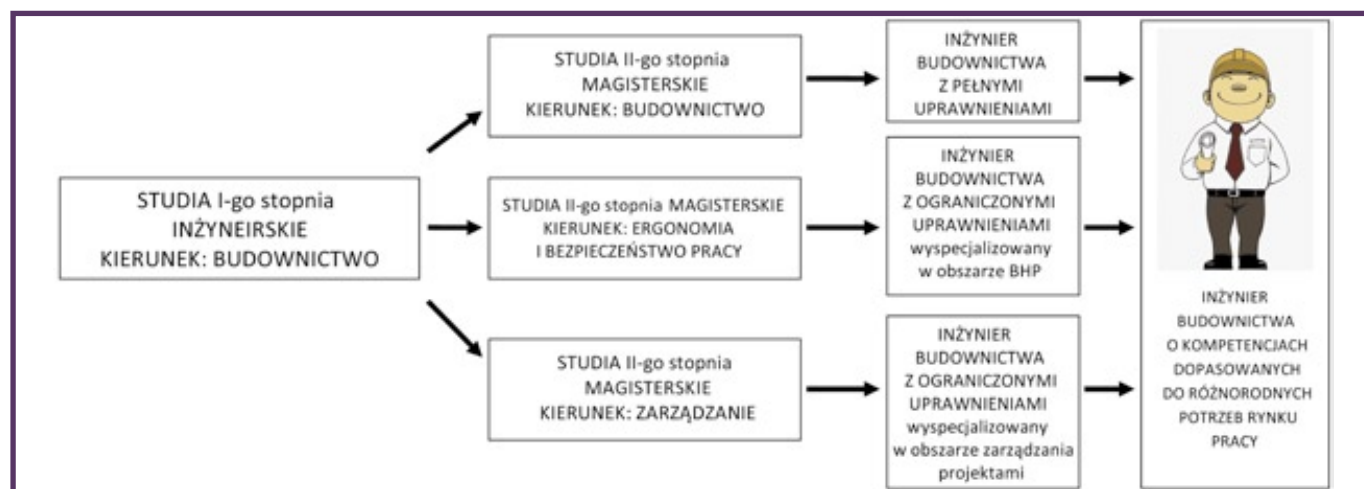 STUDIA I-go stopnia
INŻYNEIRSKIE
KIERUNEK: BUDOWNICTWO
STUDIA II-go stopnia
MAGISTERSKIE
KIERUNEK: BUDOWNICTWO
INŻYNIER
BUDOWNICTWA
Z PEŁNYMI
UPRAWNIENIAMI
STUDIA II-go stopnia MAGISTERSKIE
KIERUNEK: ERGONOMIA
I BEZPIECZEŃSTWO PRACY
INŻYNIER
BUDOWNICTWA
Z OGRANICZONYMI
UPRAWNIENIAMI
wyspecjalizowany
w obszarze BHP
STUDIA II-go stopnia
MAGISTERSKIE
KIERUNEK: ZARZĄDZANIE
INŻYNIER
BUDOWNICTWA
Z OGRANICZONYMI
UPRAWNIENIAMI
wyspecjalizowany
w obszarze zarządzania
projektami
INŻYNIER
BUDOWNICTWA
O KOMPETENCJACH
DOPASOWANYCH
DO RÓŻNORODNYCH
POTRZEB RYNKU
PRACY